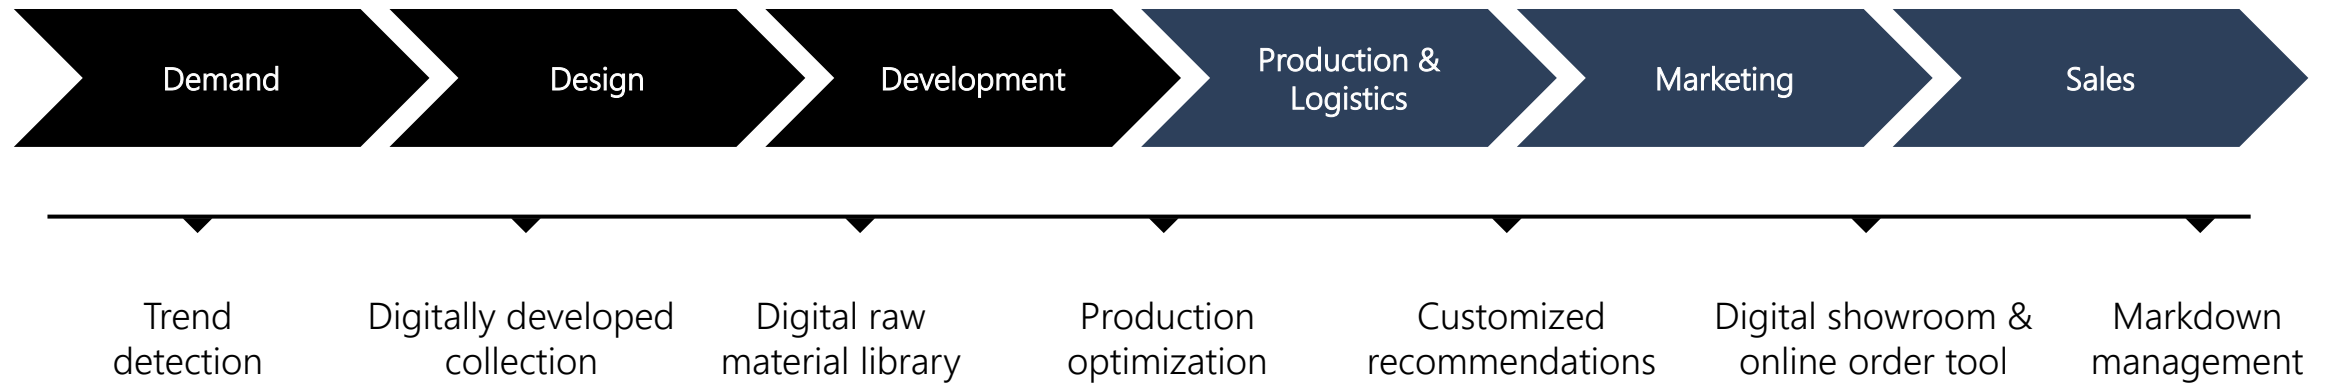 Demand
Design
Development
Production &
Logistics
Marketing
Sales
Trend
detection
Digitally developed
collection
Digital raw
material library
Production
optimization
Customized
recommendations
Digital showroom &
online order tool
Markdown
management